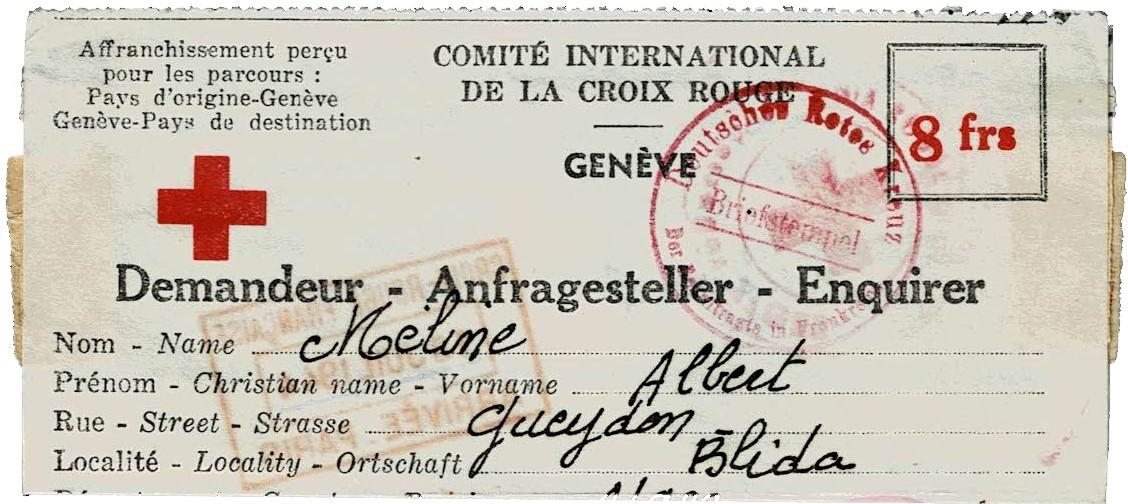 Affranchissement perçu
pour les parcours :
Pays d'origine-Genève
Genève-Pays de destination
COMITÉ INTERNATIONAL
DE LA CROIX ROUGE
GENÈVE
8 frs
Deutsches Rotes Kreuz
Briefstempel
Demandeur - Anfragesteller - Enquirer
Nom - Name Méline
Prénom - Christian name - Vorname Albert
Rue - Street - Strasse Gueydon
Localité - Locality - Ortschaft Blida